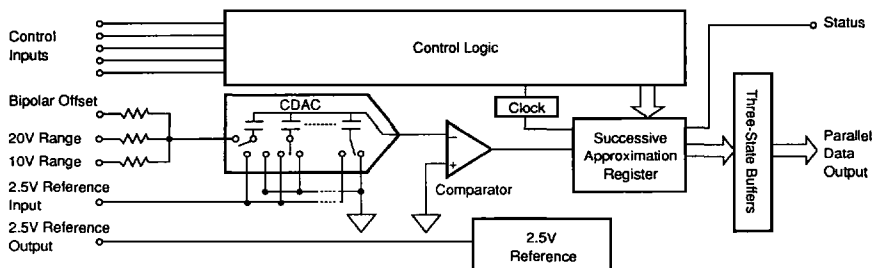 Control
Inputs
Control Logic
Status
Bipolar Offset
20V Range
10V Range
2.5V Reference
Input
2.5V Reference
Output
CDAC
Clock
−
+
Comparator
Successive
Approximation
Register
Three-State Buffers
Parallel
Data
Output
2.5V
Reference